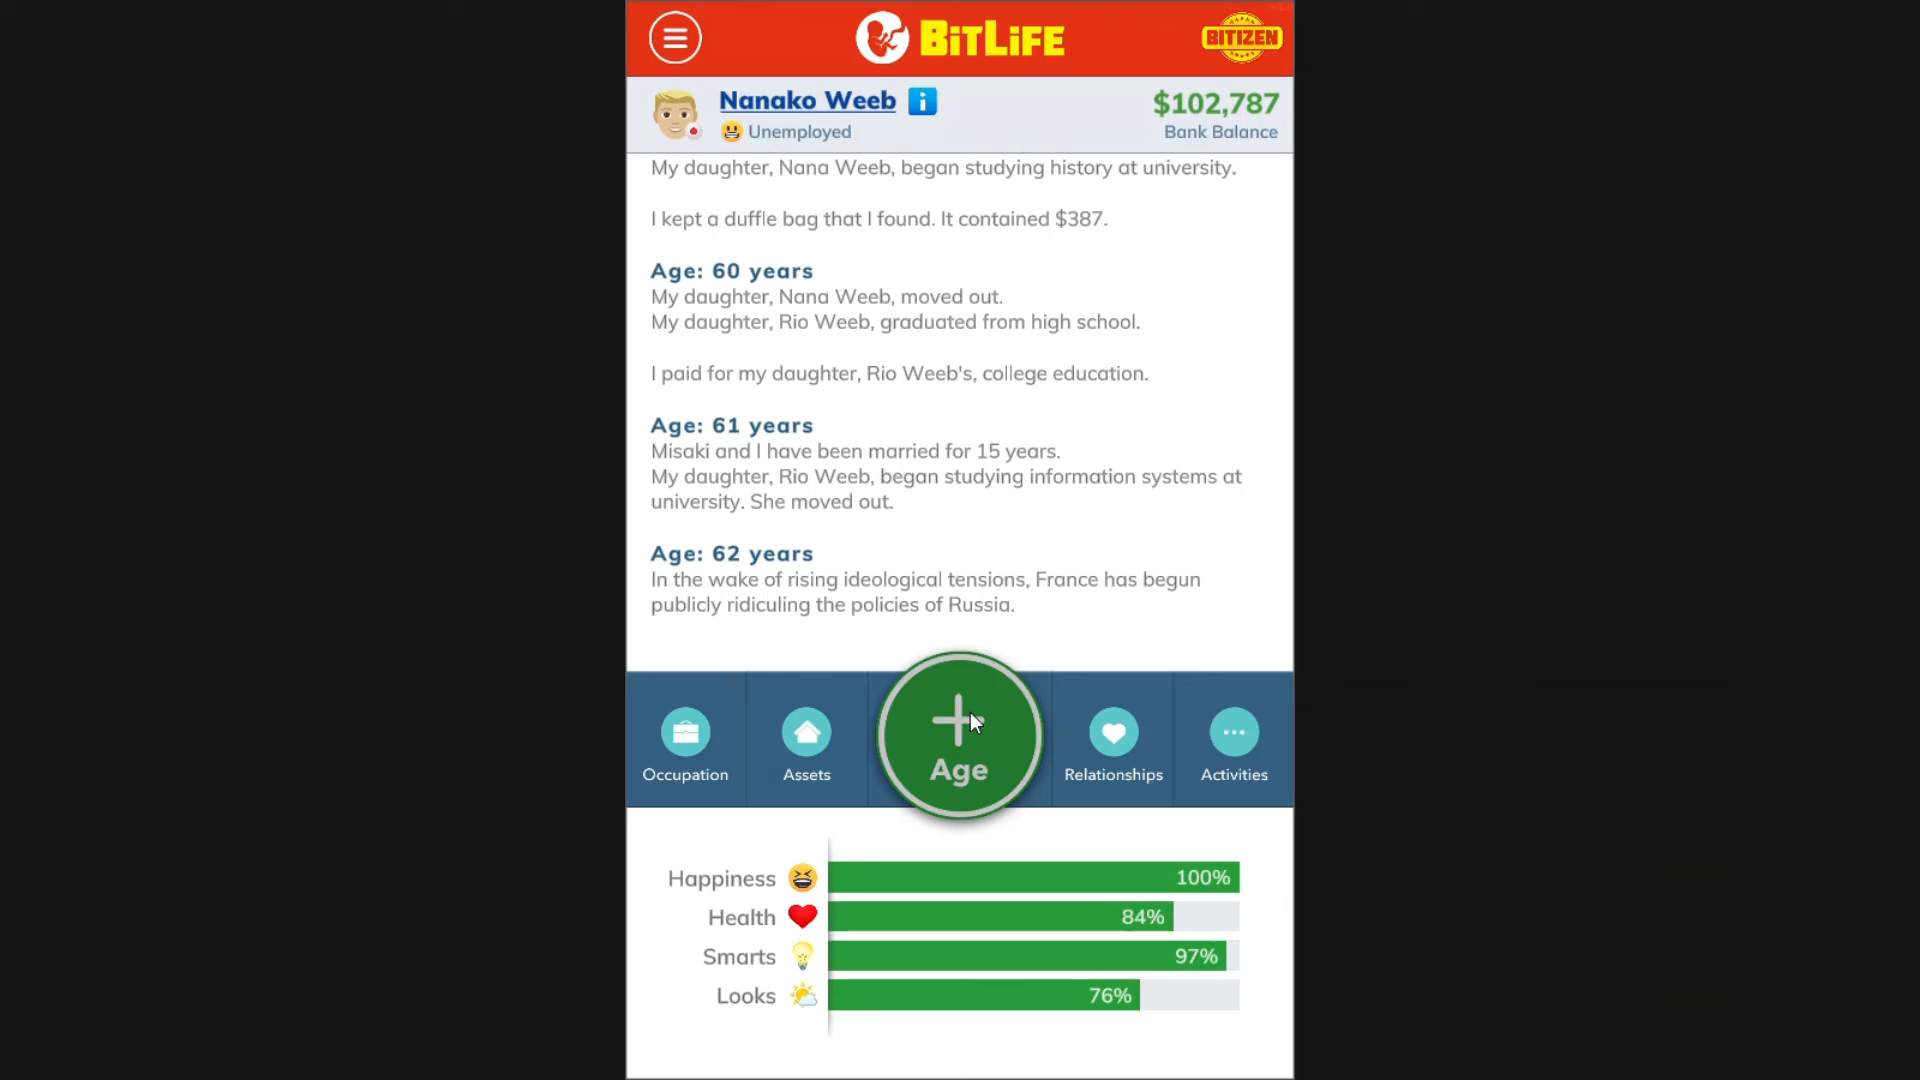 BiTLiFE
BITIZEN
Nanako Weeb
$102,787
Unemployed
Bank Balance
My daughter, Nana Weeb, began studying history at university.
I kept a duffle bag that I found. It contained $387.
Age: 60 years
My daughter, Nana Weeb, moved out.
My daughter, Rio Weeb, graduated from high school.
I paid for my daughter, Rio Weeb's, college education.
Age: 61 years
Misaki and I have been married for 15 years.
My daughter, Rio Weeb, began studying information systems at
university. She moved out.
Age: 62 years
In the wake of rising ideological tensions, France has begun
publicly ridiculing the policies of Russia.
Occupation
Assets
Age
Relationships
Activities
Happiness 100%
Health 84%
Smarts 97%
Looks 76%